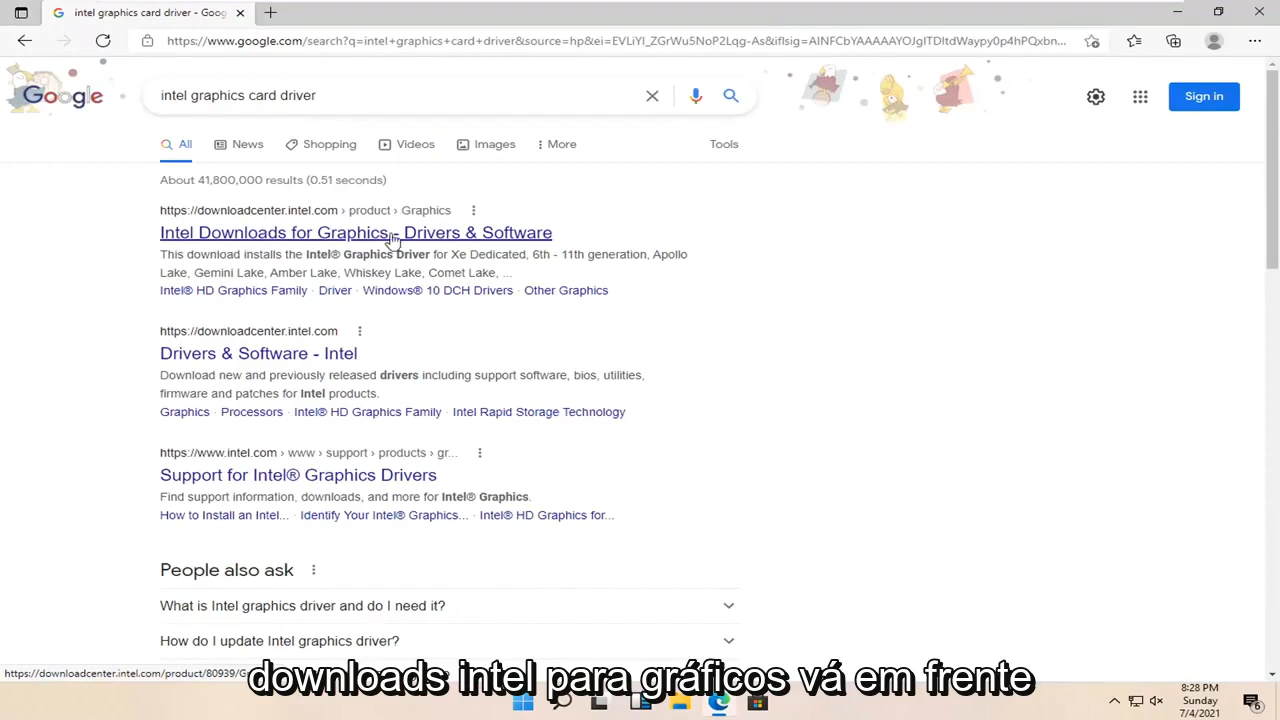 intel graphics card driver - Goog
https://www.google.com/search?q=intel+graphics+card+driver&source=hp&ei=EVLiYI_ZGrWu5NoP2Lqg-As&iflsig=AINFCbYAAAAAYOJgITDItdWaypy0p4hPQxbn...
Google
intel graphics card driver
Sign in
All
News
Shopping
Videos
Images
More
Tools
About 41,800,000 results (0.51 seconds)
https://downloadcenter.intel.com › product › Graphics
Intel Downloads for Graphics - Drivers & Software
This download installs the Intel® Graphics Driver for Xe Dedicated, 6th - 11th generation, Apollo
Lake, Gemini Lake, Amber Lake, Whiskey Lake, Comet Lake, ...
Intel® HD Graphics Family · Driver · Windows® 10 DCH Drivers · Other Graphics
https://downloadcenter.intel.com
Drivers & Software - Intel
Download new and previously released drivers including support software, bios, utilities,
firmware and patches for Intel products.
Graphics · Processors · Intel® HD Graphics Family · Intel Rapid Storage Technology
https://www.intel.com › www › support › products › gr...
Support for Intel® Graphics Drivers
Find support information, downloads, and more for Intel® Graphics.
How to Install an Intel... · Identify Your Intel® Graphics... · Intel® HD Graphics for...
People also ask
What is Intel graphics driver and do I need it?
How do I update Intel graphics driver?
https://downloadcenter.intel.com/product/80939/G
downloads intel para gráficos vá em frente
8:28 PM
Sunday
7/4/2021
6